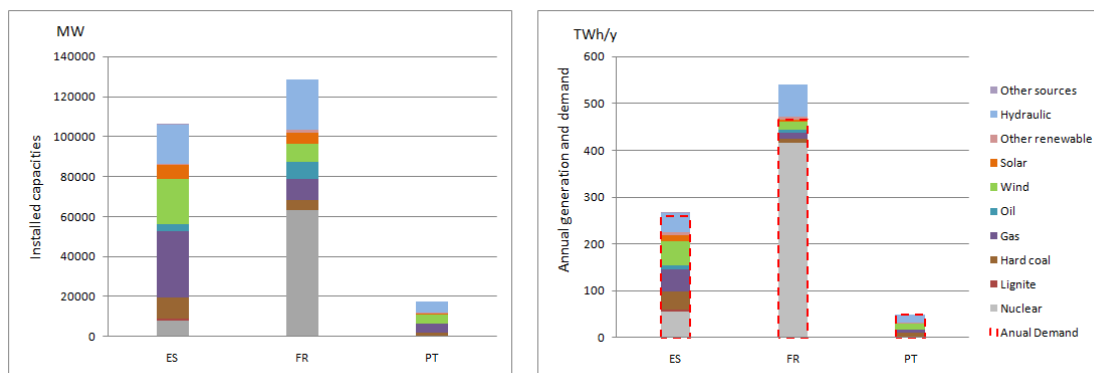 MW
Installed capacities
140000
120000
100000
80000
60000
40000
20000
0
ES FR PT
TWh/y
Annual generation and demand
600
500
400
300
200
100
0
ES FR PT
Other sources
Hydraulic
Other renewable
Solar
Wind
Oil
Gas
Hard coal
Lignite
Nuclear
Anual Demand